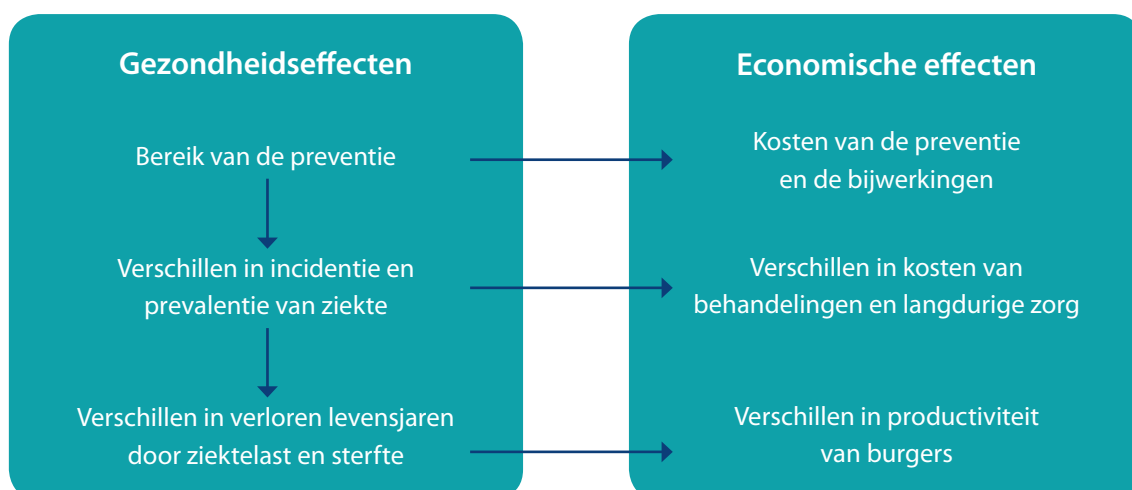 Gezondheidseffecten
Bereik van de preventie
Verschillen in incidentie en
prevalentie van ziekte
Verschillen in verloren levensjaren
door ziektelast en sterfte
Economische effecten
Kosten van de preventie
en de bijwerkingen
Verschillen in kosten van
behandelingen en langdurige zorg
Verschillen in productiviteit
van burgers